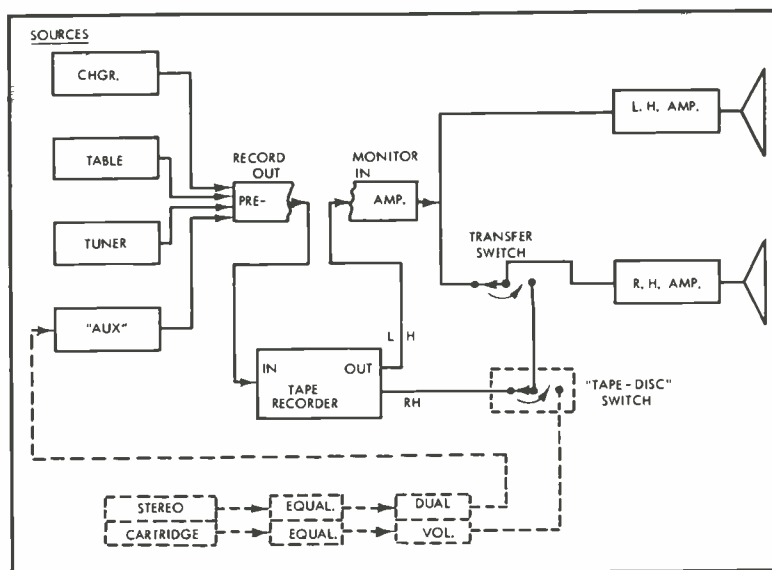 SOURCES
CHGR.
TABLE
TUNER
"AUX"
RECORD
OUT
PRE-
MONITOR
IN
AMP.
L.H. AMP.
TRANSFER
SWITCH
R.H. AMP.
L H
IN OUT
TAPE
RECORDER
RH
"TAPE-DISC"
SWITCH
STEREO EQUAL. DUAL
CARTRIDGE EQUAL. VOL.